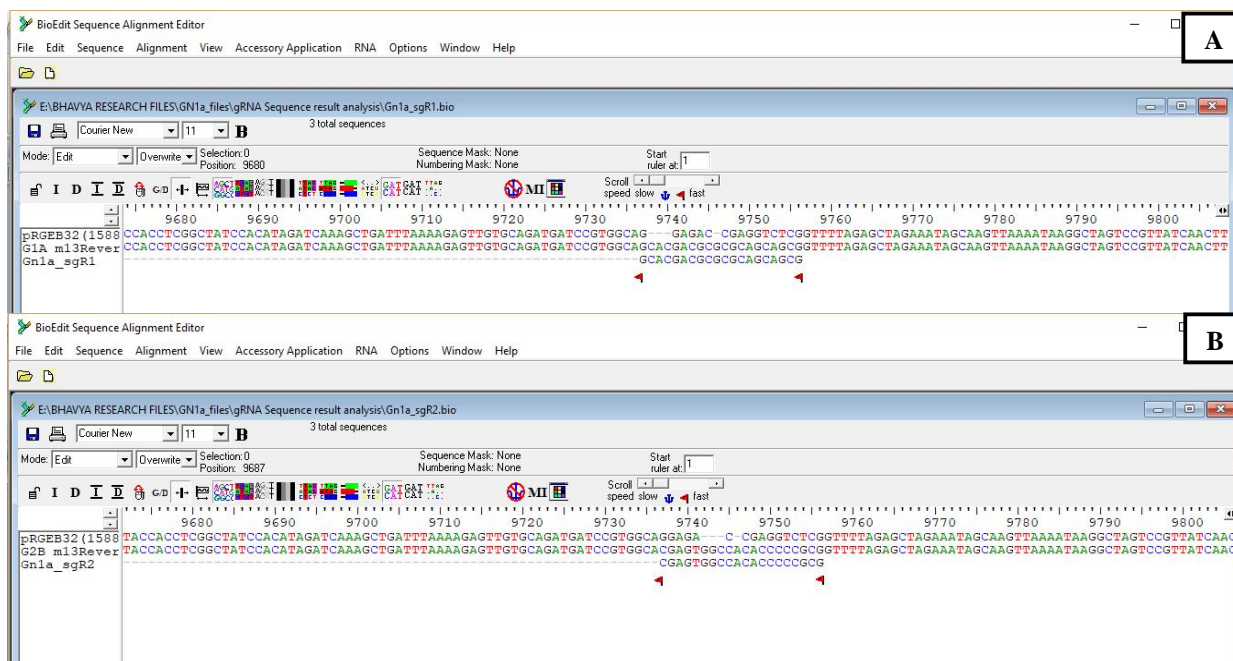 BioEdit Sequence Alignment Editor
A
File Edit Sequence Alignment View Accessory Application RNA Options Window Help
E:\BHAVYA RESEARCH FILES\GN1a_files\gRNA Sequence result analysis\Gn1a_sgR1.bio
Courier New 11 B 3 total sequences
Mode: Edit Overwrite Selection: 0 Position: 9680 Sequence Mask: None Numbering Mask: None Start ruler at: 1
I D I D G/D MI Scroll speed slow fast
9680 9690 9700 9710 9720 9730 9740 9750 9760 9770 9780 9790 9800
pRGEB32(1588 CCACCTCGGCTATCCACATAGATCAAAGCTGATTTAAAAGAGTTGTGCAGATGATCCGTGGCAG---GAGAC-CGAGGTCTCGGTTTTAGAGCTAGAAATAGCAAGTTAAAATAAGGCTAGTCCGTTATCAACTT
G1A m13Rever CCACCTCGGCTATCCACATAGATCAAAGCTGATTTAAAAGAGTTGTGCAGATGATCCGTGGCAGCACGACGCGCGCAGCAGCGGTTTTAGAGCTAGAAATAGCAAGTTAAAATAAGGCTAGTCCGTTATCAACTT
Gn1a_sgR1 GCACGACGCGCGCAGCAGCG
BioEdit Sequence Alignment Editor
B
File Edit Sequence Alignment View Accessory Application RNA Options Window Help
E:\BHAVYA RESEARCH FILES\GN1a_files\gRNA Sequence result analysis\Gn1a_sgR2.bio
Courier New 11 B 3 total sequences
Mode: Edit Overwrite Selection: 0 Position: 9687 Sequence Mask: None Numbering Mask: None Start ruler at: 1
I D I D G/D MI Scroll speed slow fast
9680 9690 9700 9710 9720 9730 9740 9750 9760 9770 9780 9790 9800
pRGEB32(1588 TACCACCTCGGCTATCCACATAGATCAAAGCTGATTTAAAAGAGTTGTGCAGATGATCCGTGGCAGGAGA---C-CGAGGTCTCGGTTTTAGAGCTAGAAATAGCAAGTTAAAATAAGGCTAGTCCGTTATCAAC
G2B m13Rever TACCACCTCGGCTATCCACATAGATCAAAGCTGATTTAAAAGAGTTGTGCAGATGATCCGTGGCACGAGTGGCCACACCCCCGCGGTTTTAGAGCTAGAAATAGCAAGTTAAAATAAGGCTAGTCCGTTATCAAC
Gn1a_sgR2 CGAGTGGCCACACCCCCGCG